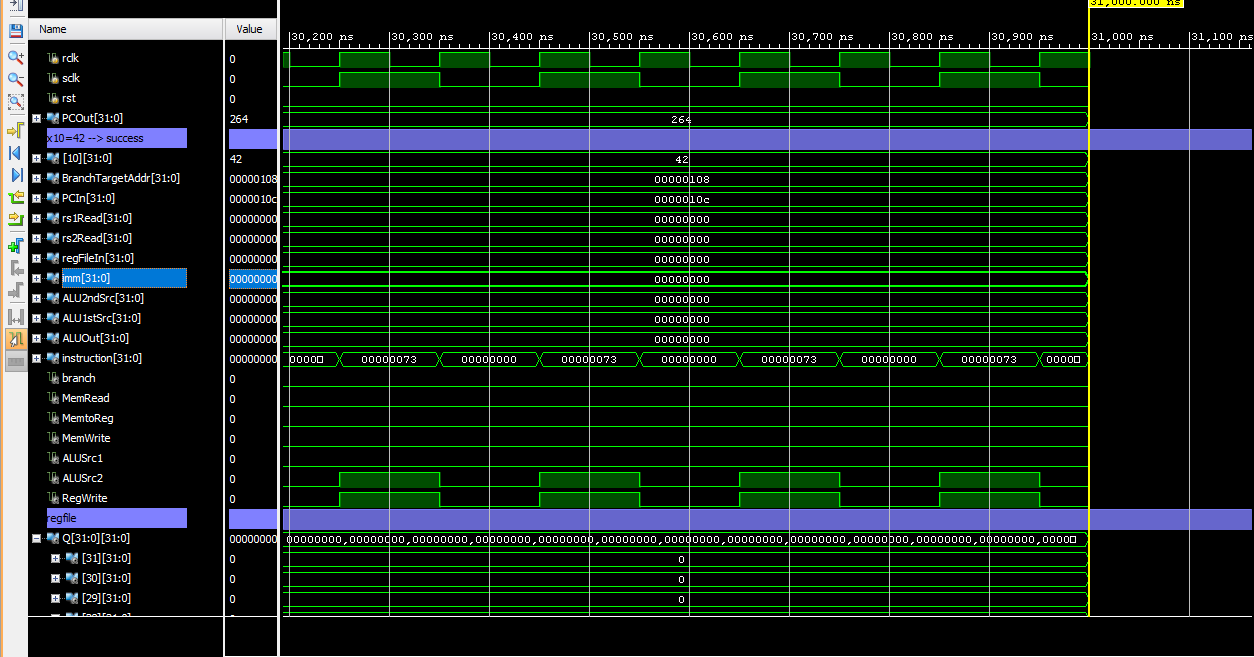 31,000.000 ns
Name Value
30,200 ns 30,300 ns 30,400 ns 30,500 ns 30,600 ns 30,700 ns 30,800 ns 30,900 ns 31,000 ns 31,100 ns
rclk 0
sclk 0
rst 0
PCOut[31:0] 264 264
x10=42 --> success
[10][31:0] 42 42
BranchTargetAddr[31:0] 00000108 00000108
PCIn[31:0] 0000010c 0000010c
rs1Read[31:0] 00000000 00000000
rs2Read[31:0] 00000000 00000000
regFileIn[31:0] 00000000 00000000
imm[31:0] 00000000 00000000
ALU2ndSrc[31:0] 00000000 00000000
ALU1stSrc[31:0] 00000000 00000000
ALUOut[31:0] 00000000 00000000
instruction[31:0] 00000000 0000 00000073 00000000 00000073 00000000 00000073 00000000 00000073 0000
branch 0
MemRead 0
MemtoReg 0
MemWrite 0
ALUSrc1 0
ALUSrc2 0
RegWrite 0
regfile
Q[31:0][31:0] 00000000 00000000,00000000,00000000,00000000,00000000,00000000,00000000,00000000,00000000,00000000,00000000,0000
[31][31:0] 0 0
[30][31:0] 0 0
[29][31:0] 0 0